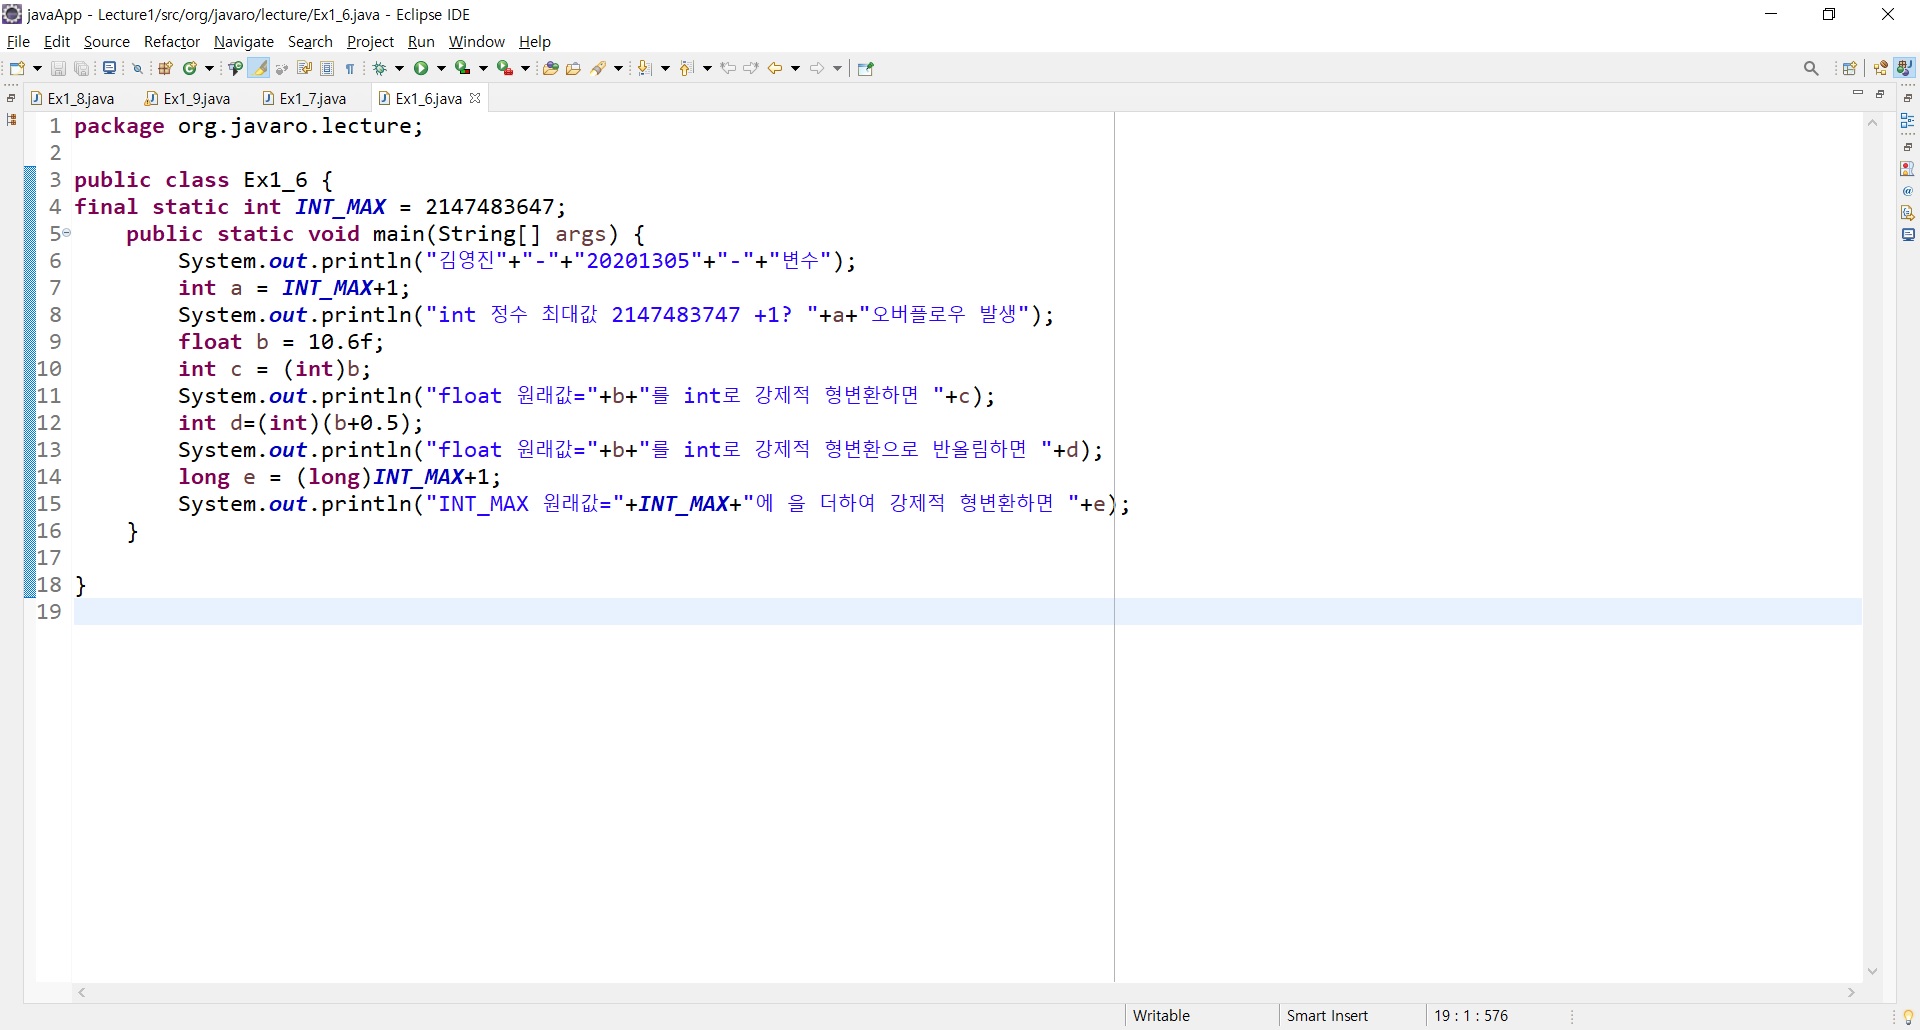 javaApp - Lecture1/src/org/javaro/lecture/Ex1_6.java - Eclipse IDE
File Edit Source Refactor Navigate Search Project Run Window Help
Ex1_8.java Ex1_9.java Ex1_7.java Ex1_6.java
1 package org.javaro.lecture;
2
3 public class Ex1_6 {
4 final static int INT_MAX = 2147483647;
5 public static void main(String[] args) {
6 System.out.println("김영진"+"-"+"20201305"+"-"+"변수");
7 int a = INT_MAX+1;
8 System.out.println("int 정수 최대값 2147483747 +1? "+a+"오버플로우 발생");
9 float b = 10.6f;
10 int c = (int)b;
11 System.out.println("float 원래값="+b+"를 int로 강제적 형변환하면 "+c);
12 int d=(int)(b+0.5);
13 System.out.println("float 원래값="+b+"를 int로 강제적 형변환으로 반올림하면 "+d);
14 long e = (long)INT_MAX+1;
15 System.out.println("INT_MAX 원래값="+INT_MAX+"에 을 더하여 강제적 형변환하면 "+e);
16 }
17
18 }
19
Writable Smart Insert 19 : 1 : 576